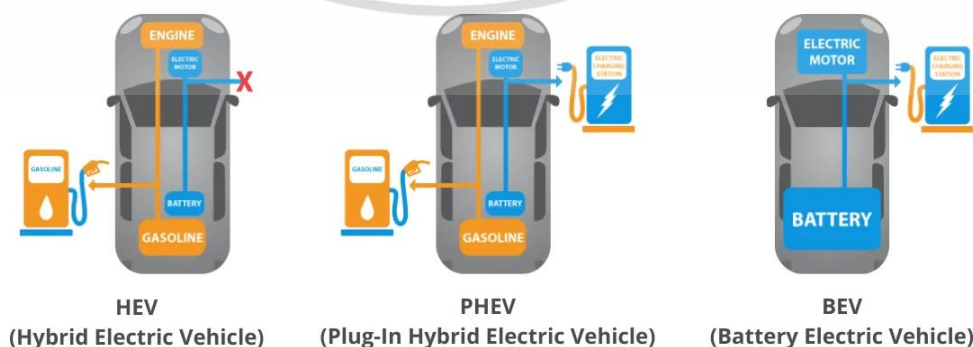 ENGINE
ELECTRIC
MOTOR
GASOLINE
BATTERY
GASOLINE
HEV
(Hybrid Electric Vehicle)
ENGINE
ELECTRIC
MOTOR
ELECTRIC
CHARGING
STATION
GASOLINE
BATTERY
GASOLINE
PHEV
(Plug-In Hybrid Electric Vehicle)
ELECTRIC
MOTOR
ELECTRIC
CHARGING
STATION
BATTERY
BEV
(Battery Electric Vehicle)